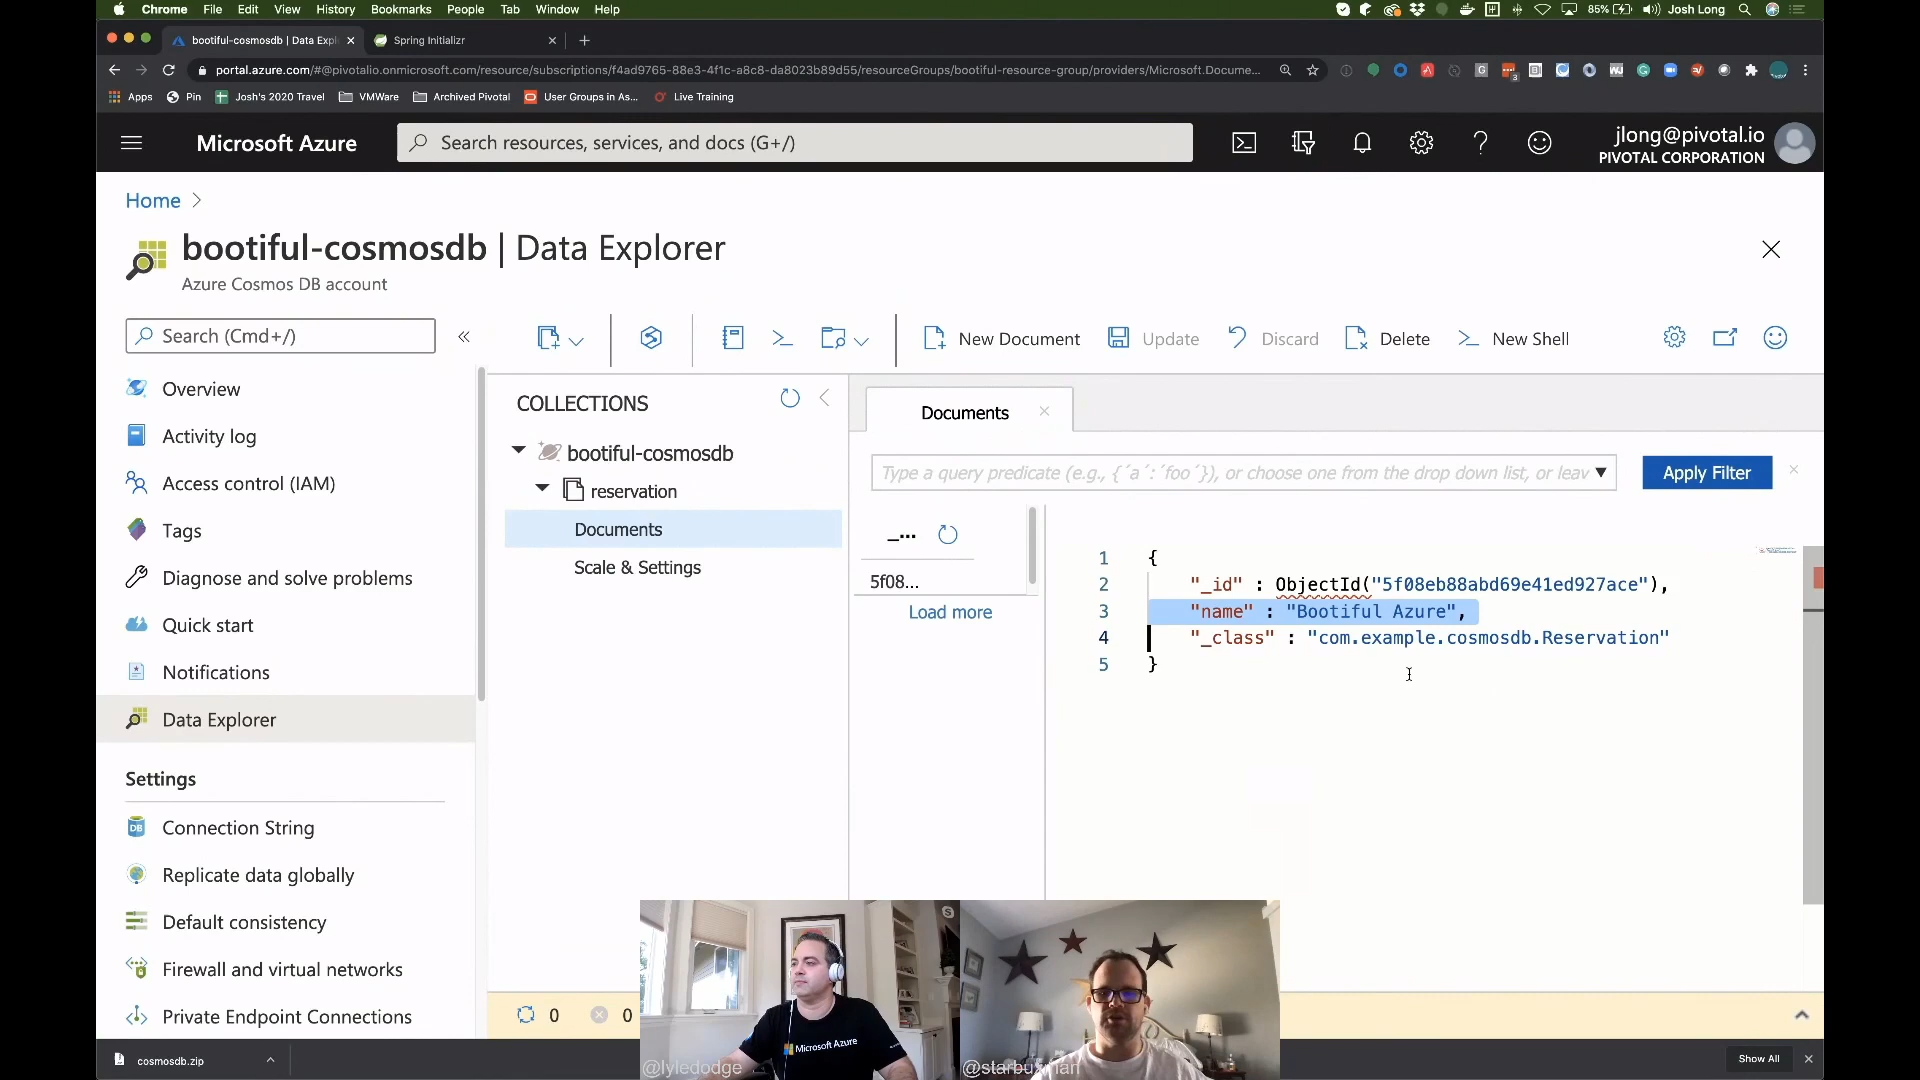 Chrome File Edit View History Bookmarks People Tab Window Help
85% Josh Long
bootiful-cosmosdb | Data Expl
Spring Initializr
portal.azure.com/#@pivotalio.onmicrosoft.com/resource/subscriptions/f4ad9765-88e3-4f1c-a8c8-da8023b89d55/resourceGroups/bootiful-resource-group/providers/Microsoft.Docume...
Apps Pin Josh's 2020 Travel VMWare Archived Pivotal User Groups in As... Live Training
Microsoft Azure
Search resources, services, and docs (G+/)
jlong@pivotal.io
PIVOTAL CORPORATION
Home
bootiful-cosmosdb | Data Explorer
Azure Cosmos DB account
Search (Cmd+/)
Overview
Activity log
Access control (IAM)
Tags
Diagnose and solve problems
Quick start
Notifications
Data Explorer
Settings
Connection String
Replicate data globally
Default consistency
Firewall and virtual networks
Private Endpoint Connections
New Document Update Discard Delete New Shell
COLLECTIONS
bootiful-cosmosdb
reservation
Documents
Scale & Settings
Documents
Type a query predicate (e.g., {´a´:´foo´}), or choose one from the drop down list, or leav
Apply Filter
_...
5f08...
Load more
1 {
2 "_id" : ObjectId("5f08eb88abd69e41ed927ace"),
3 "name" : "Bootiful Azure",
4 "_class" : "com.example.cosmosdb.Reservation"
5 }
0 0
Microsoft Azure
@lyledodge
@starbuxman
cosmosdb.zip
Show All